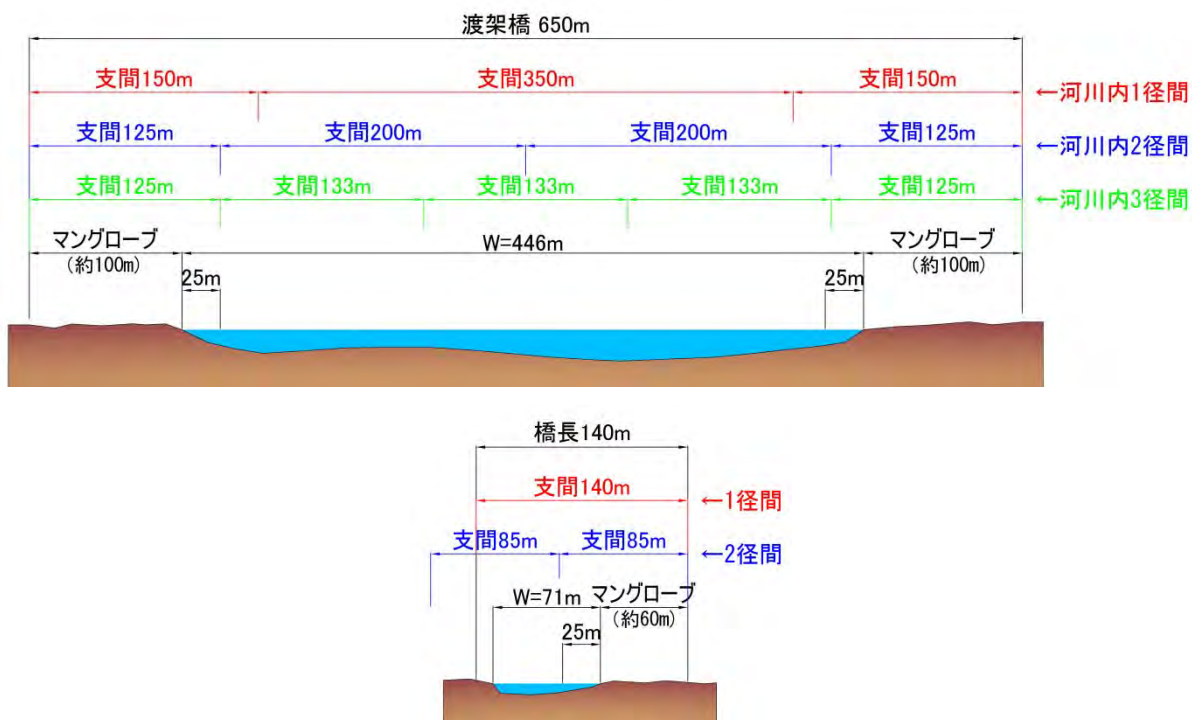 渡架橋 650m
支間150m 支間350m 支間150m ←河川内1径間
支間125m 支間200m 支間200m 支間125m ←河川内2径間
支間125m 支間133m 支間133m 支間133m 支間125m ←河川内3径間
マングローブ W=446m マングローブ
(約100m) (約100m)
25m 25m
橋長140m
支間140m ←1径間
支間85m 支間85m ←2径間
W=71m マングローブ
(約60m)
25m